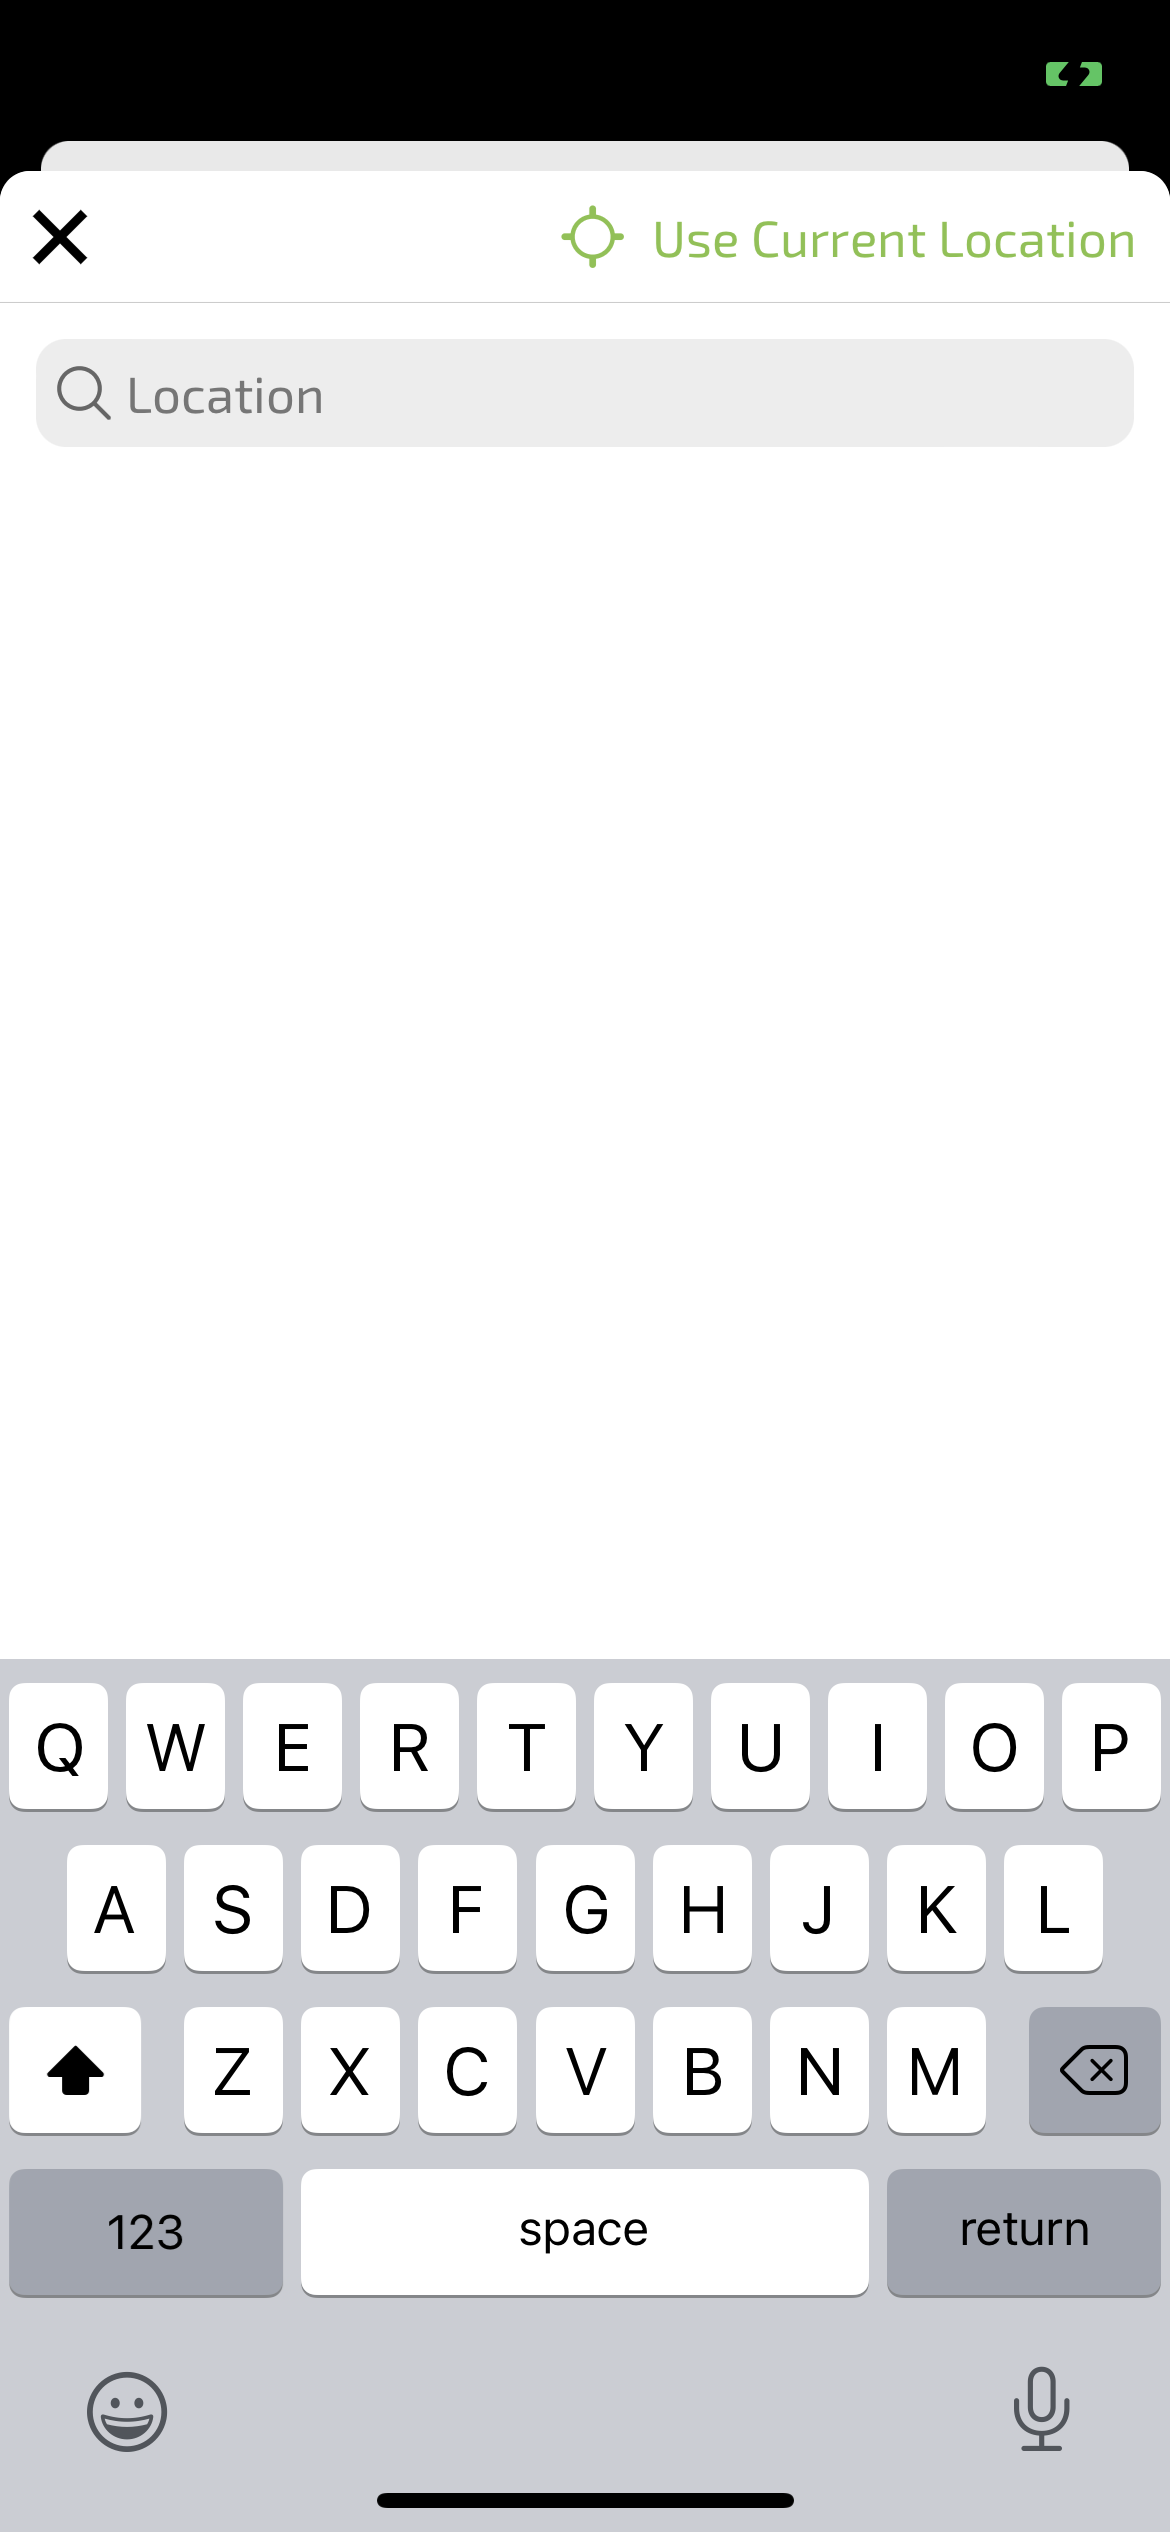 Use Current Location
Location
Q W E R T Y U I O P
A S D F G H J K L
Z X C V B N M
123 space return